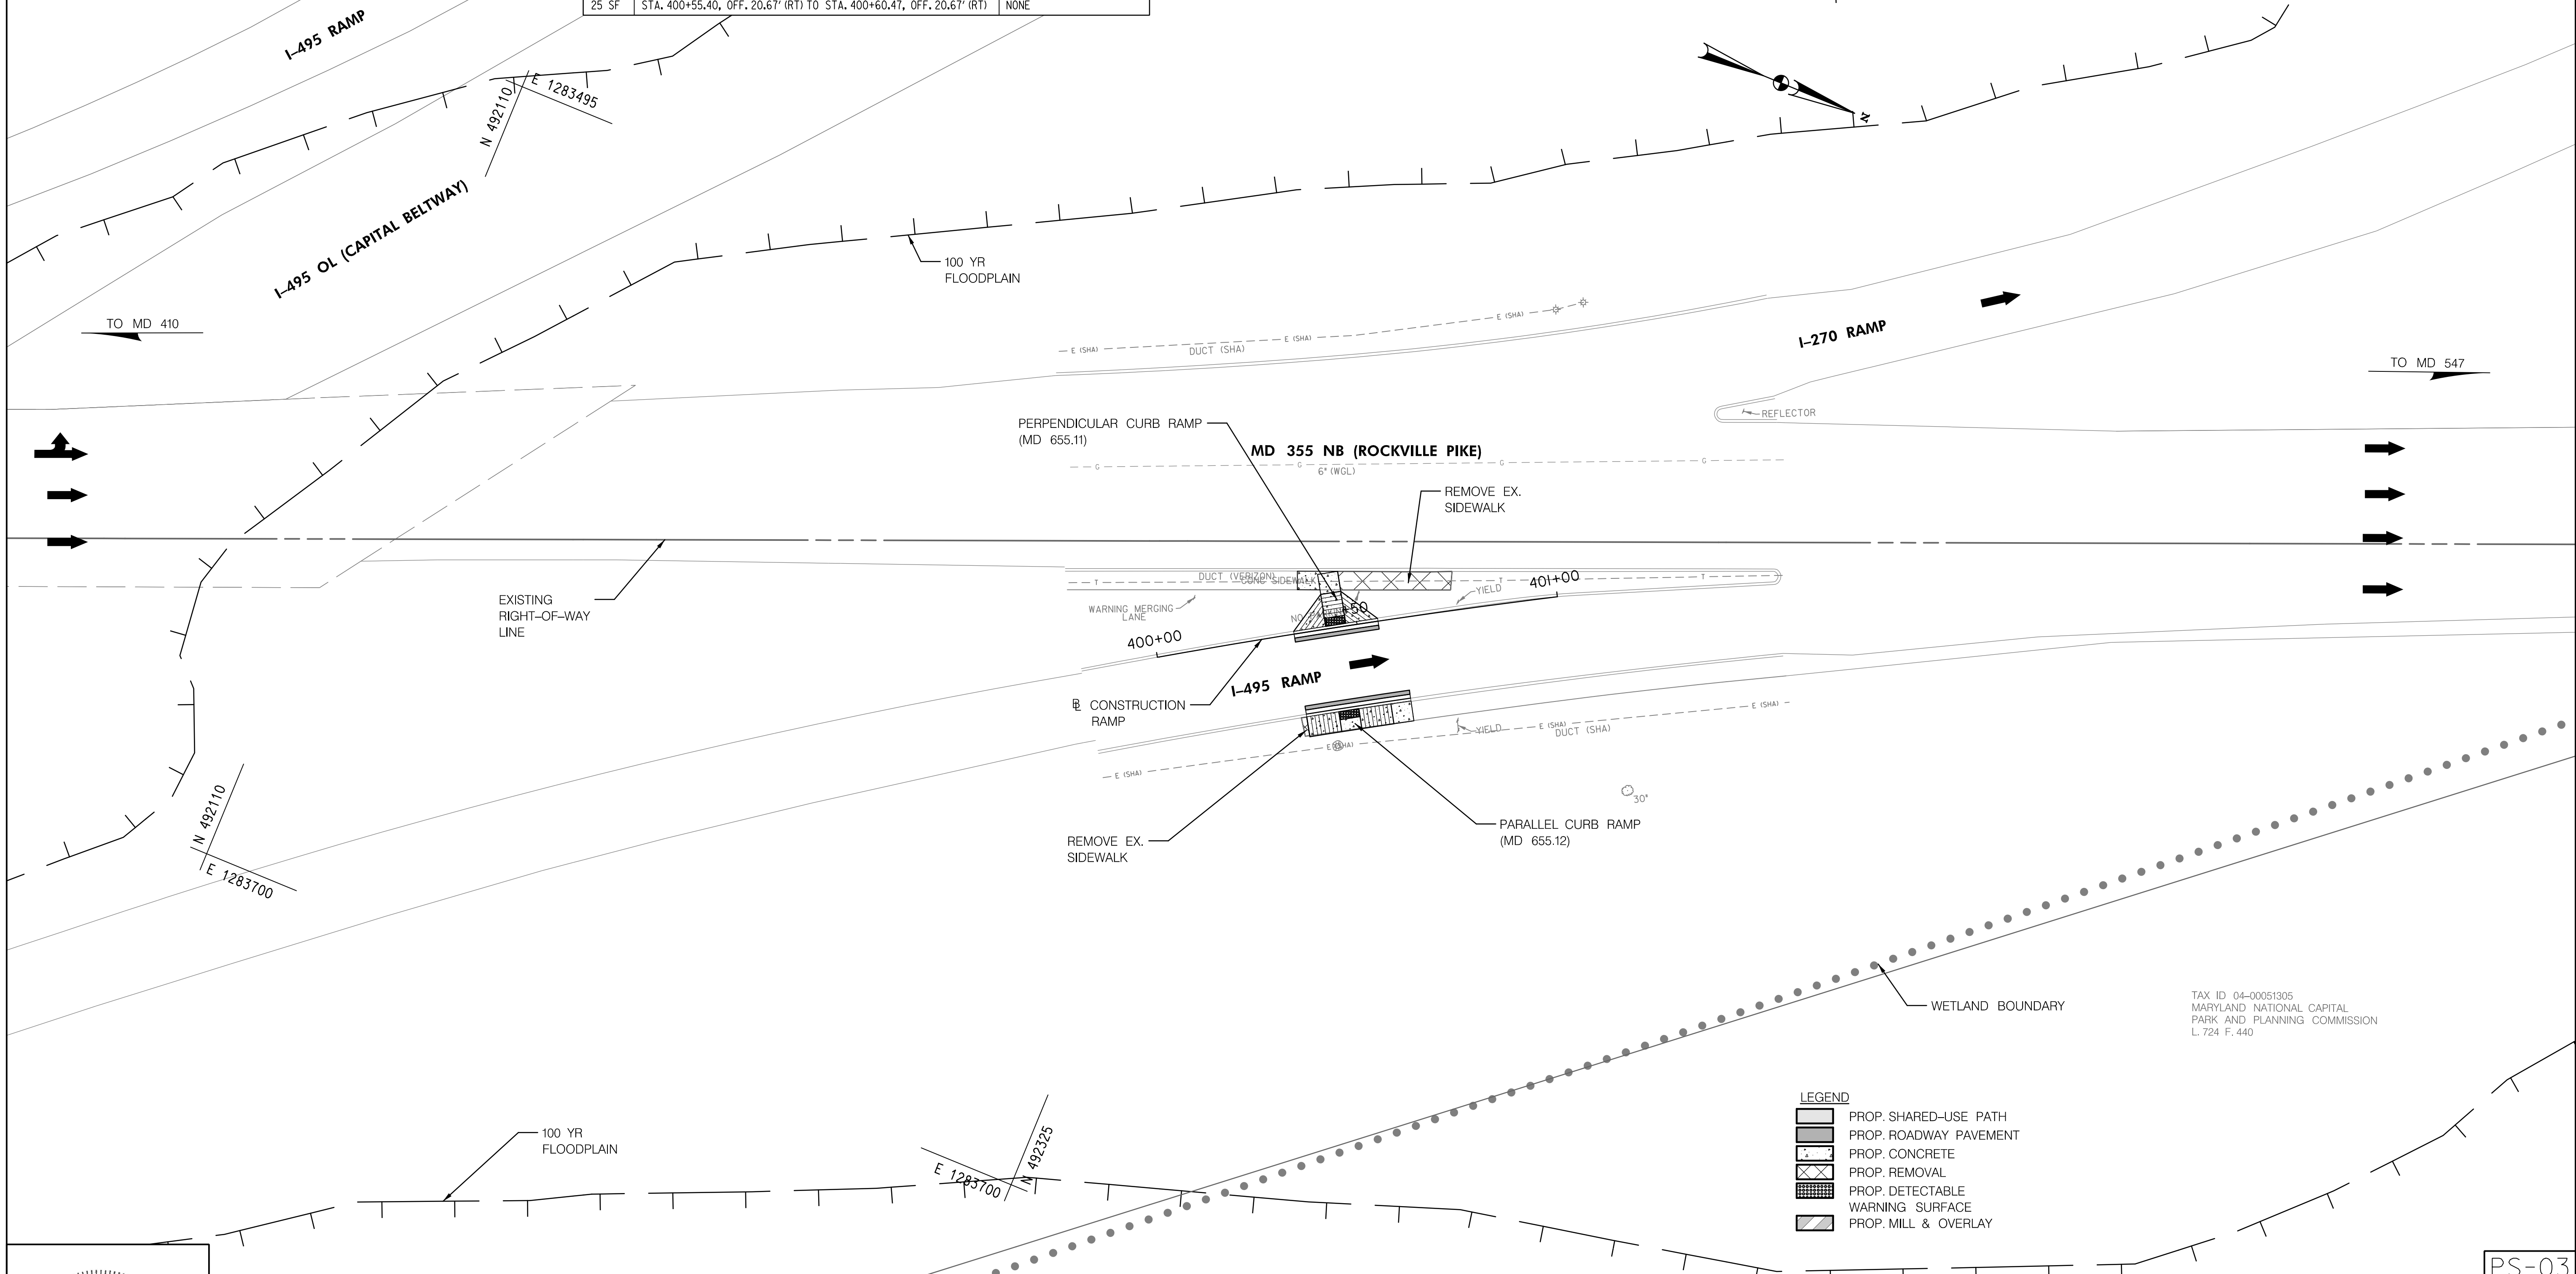 25 SF STA. 400+55.40, OFF. 20.67' (RT) TO STA. 400+60.47, OFF. 20.67' (RT) NONE
I-495 RAMP
N 492110
E 1283495
N
I-495 OL (CAPITAL BELTWAY)
100 YR
FLOODPLAIN
TO MD 410
E (SHA)
DUCT (SHA)
E (SHA)
E (SHA)
I-270 RAMP
TO MD 547
REFLECTOR
PERPENDICULAR CURB RAMP
(MD 655.11)
MD 355 NB (ROCKVILLE PIKE)
G
G
G
G
6" (WGL)
REMOVE EX.
SIDEWALK
EXISTING
RIGHT-OF-WAY
LINE
T
DUCT (VERIZON)
CONC SIDEWALK
T
T
401+00
WARNING MERGING
LANE
YIELD
+50
400+00
I-495 RAMP
℄ CONSTRUCTION
RAMP
E (SHA)
E (SHA)
YIELD
E (SHA)
DUCT (SHA)
E (SHA)
30"
N 492110
E 1283700
REMOVE EX.
SIDEWALK
PARALLEL CURB RAMP
(MD 655.12)
WETLAND BOUNDARY
TAX ID 04-00051305
MARYLAND NATIONAL CAPITAL
PARK AND PLANNING COMMISSION
L. 724 F. 440
100 YR
FLOODPLAIN
E 1283700
N 492325
LEGEND
PROP. SHARED-USE PATH
PROP. ROADWAY PAVEMENT
PROP. CONCRETE
PROP. REMOVAL
PROP. DETECTABLE
WARNING SURFACE
PROP. MILL & OVERLAY
PS-03